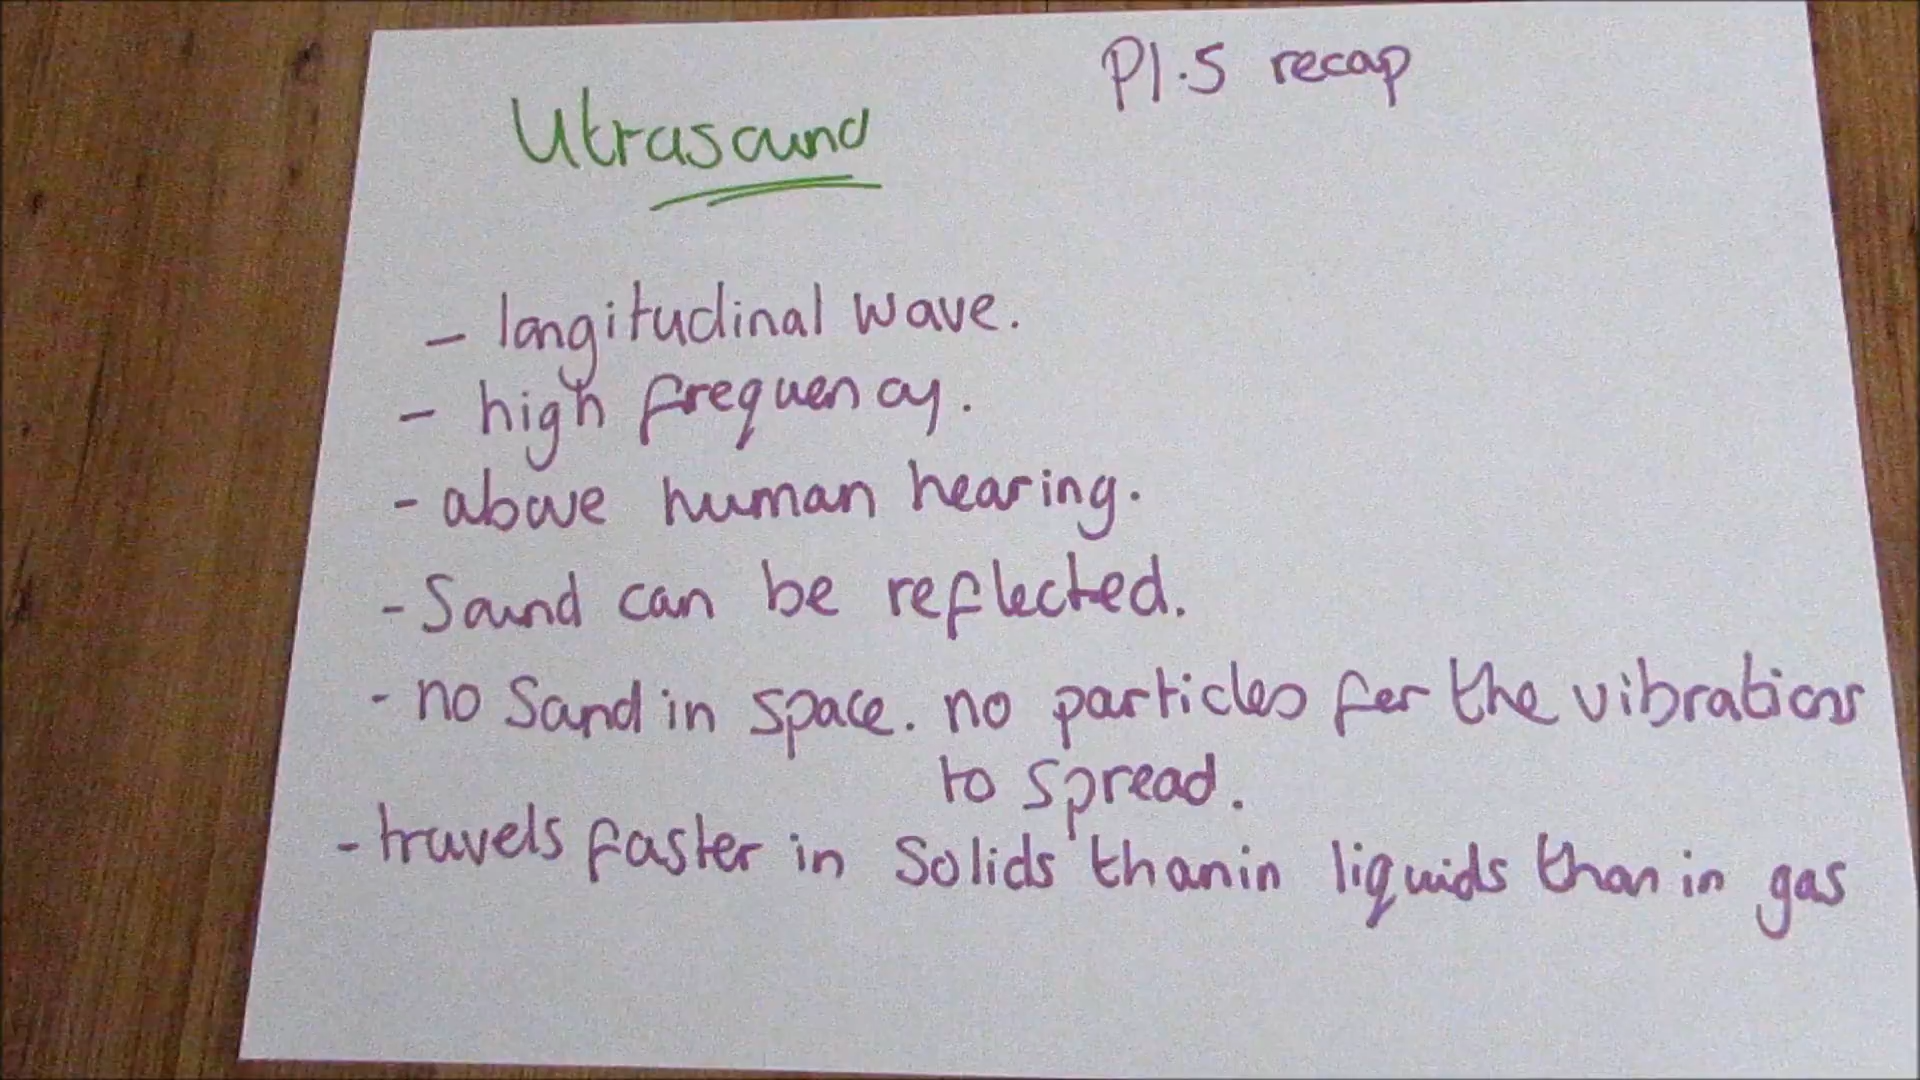 P1.5 recap
Utrasound
- longitudinal wave.
- high frequency.
- above human hearing.
- Sound can be reflected.
- no Sound in space. no particles for the vibrations
to spread.
- travels faster in Solids than in liquids than in gas